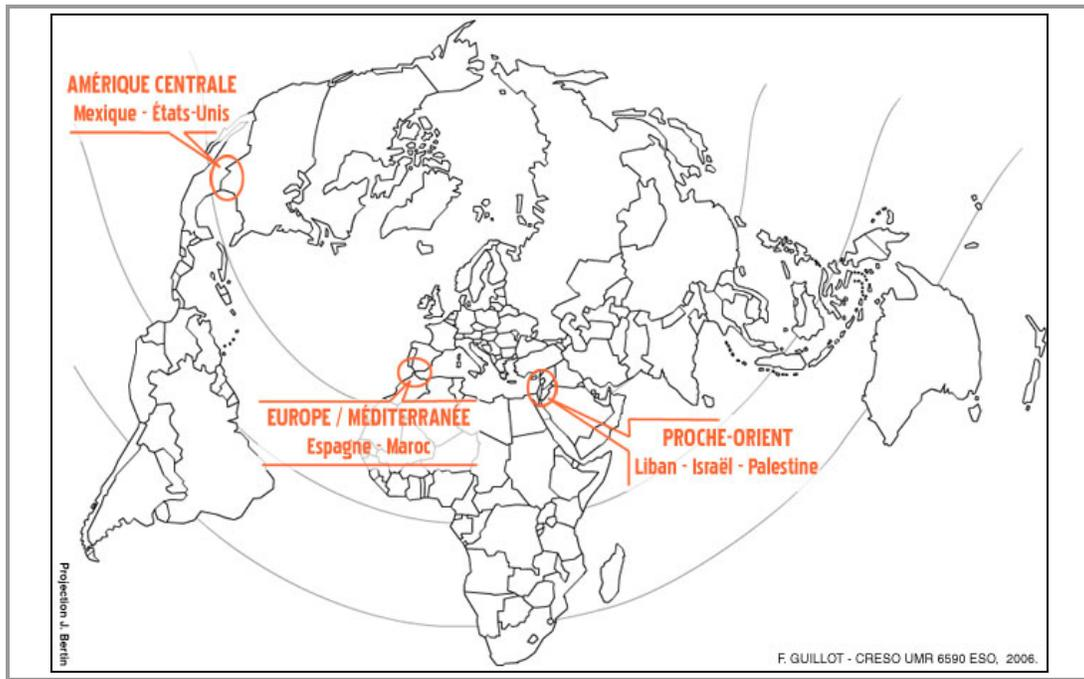 AMÉRIQUE CENTRALE
Mexique - États-Unis
EUROPE / MÉDITERRANÉE
Espagne - Maroc
PROCHE-ORIENT
Liban - Israël - Palestine
Projection J. Bertin
F. GUILLOT - CRESO UMR 6590 ESO, 2006.